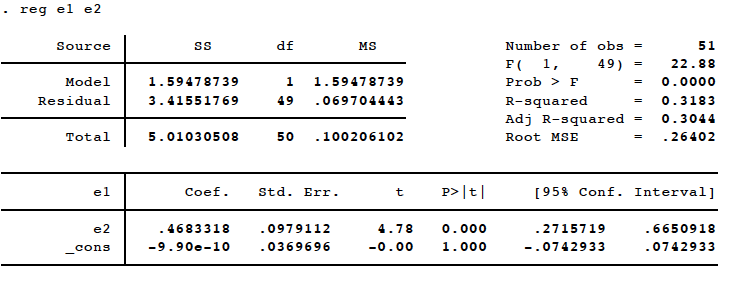 . reg e1 e2
Source SS df MS Number of obs = 51
F( 1, 49) = 22.88
Model 1.59478739 1 1.59478739 Prob > F = 0.0000
Residual 3.41551769 49 .069704443 R-squared = 0.3183
Adj R-squared = 0.3044
Total 5.01030508 50 .100206102 Root MSE = .26402
e1 Coef. Std. Err. t P>|t| [95% Conf. Interval]
e2 .4683318 .0979112 4.78 0.000 .2715719 .6650918
_cons -9.90e-10 .0369696 -0.00 1.000 -.0742933 .0742933